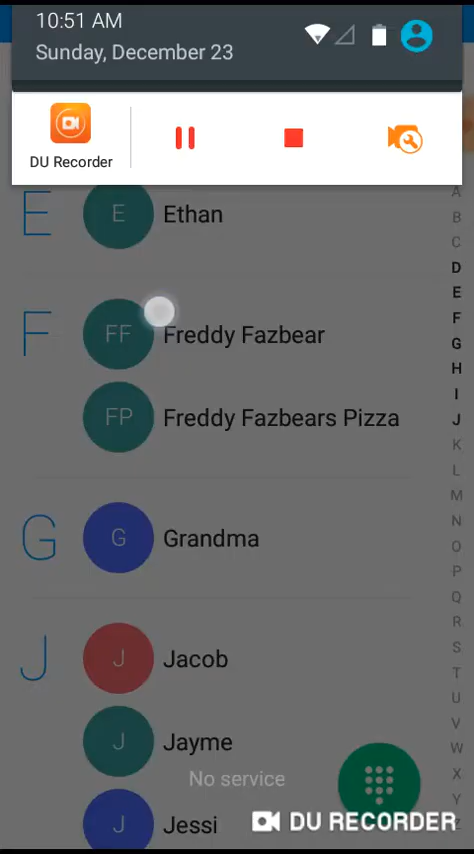 10:51 AM
Sunday, December 23
DU Recorder
E
E
Ethan
F
FF
Freddy Fazbear
FP
Freddy Fazbears Pizza
G
G
Grandma
J
J
Jacob
J
Jayme
No service
J
Jessi
A
B
C
D
E
F
G
H
I
J
K
L
M
N
O
P
Q
R
S
T
U
V
W
X
Y
Z
DU RECORDER